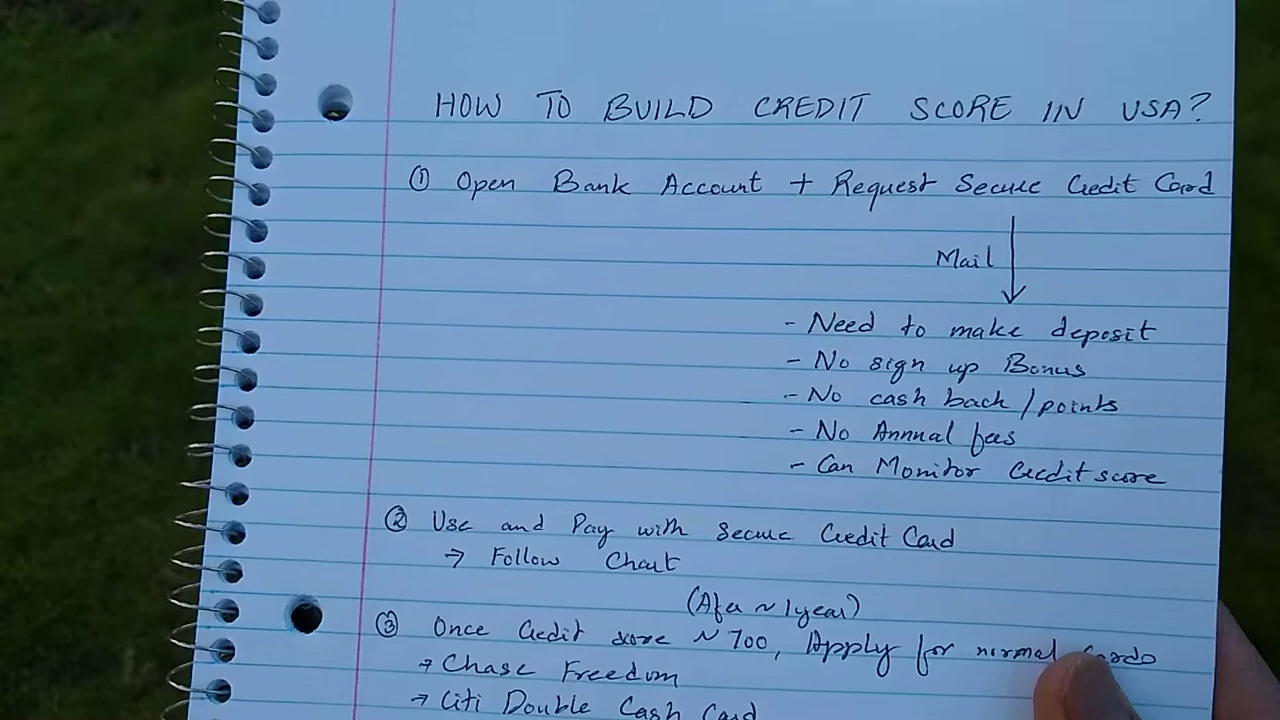 HOW TO BUILD CREDIT SCORE IN USA?
① Open Bank Account + Request Secure Credit Card
Mail
- Need to make deposit
- No sign up Bonus
- No cash back/points
- No Annual fees
- Can Monitor Credit score
② Use and Pay with Secure Credit Card
→ Follow Chart
(After ~ 1 year)
③ Once Credit score ~ 700, Apply for normal Cards
→ Chase Freedom
→ Citi Double Cash Card